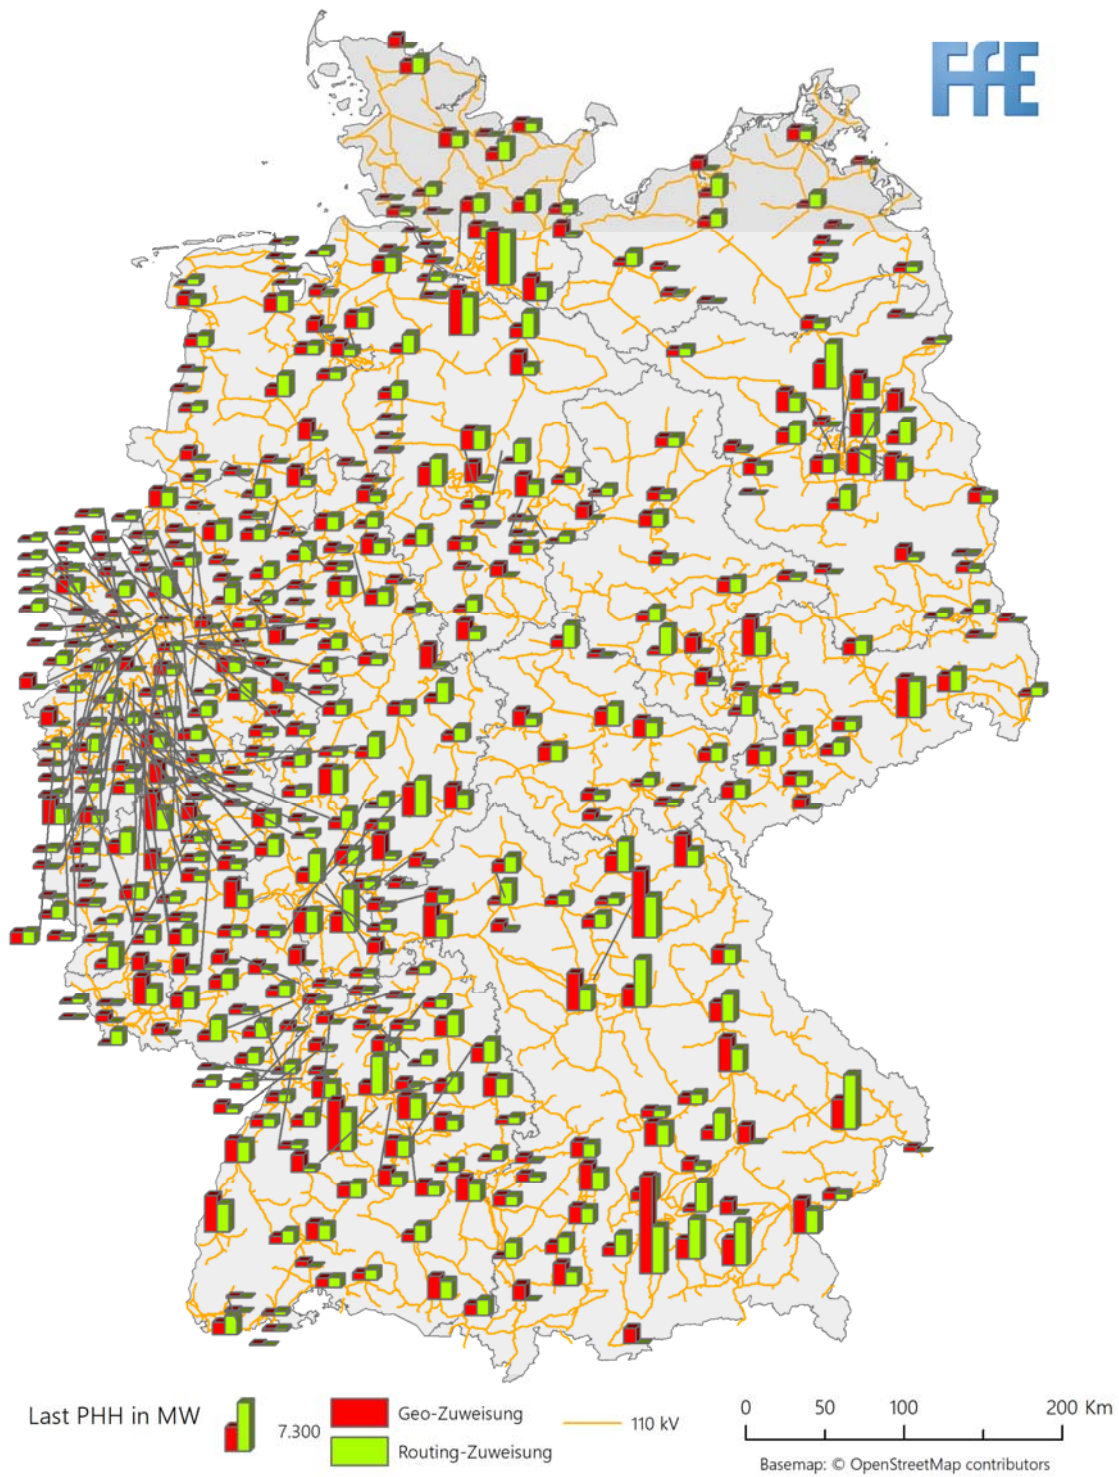 FfE
Last PHH in MW
7.300
Geo-Zuweisung
Routing-Zuweisung
110 kV
0 50 100 200 Km
Basemap: © OpenStreetMap contributors